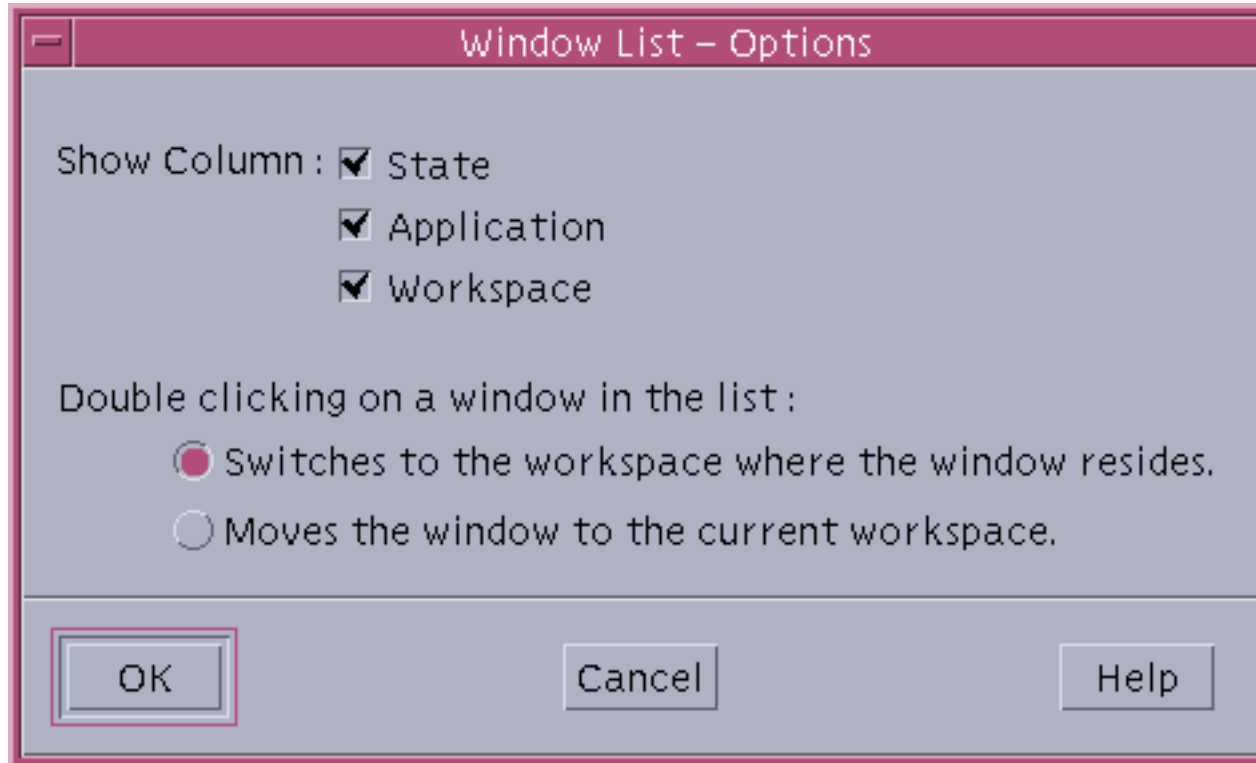 Window List – Options
Show Column : State
Application
Workspace
Double clicking on a window in the list :
Switches to the workspace where the window resides.
Moves the window to the current workspace.
OK Cancel Help